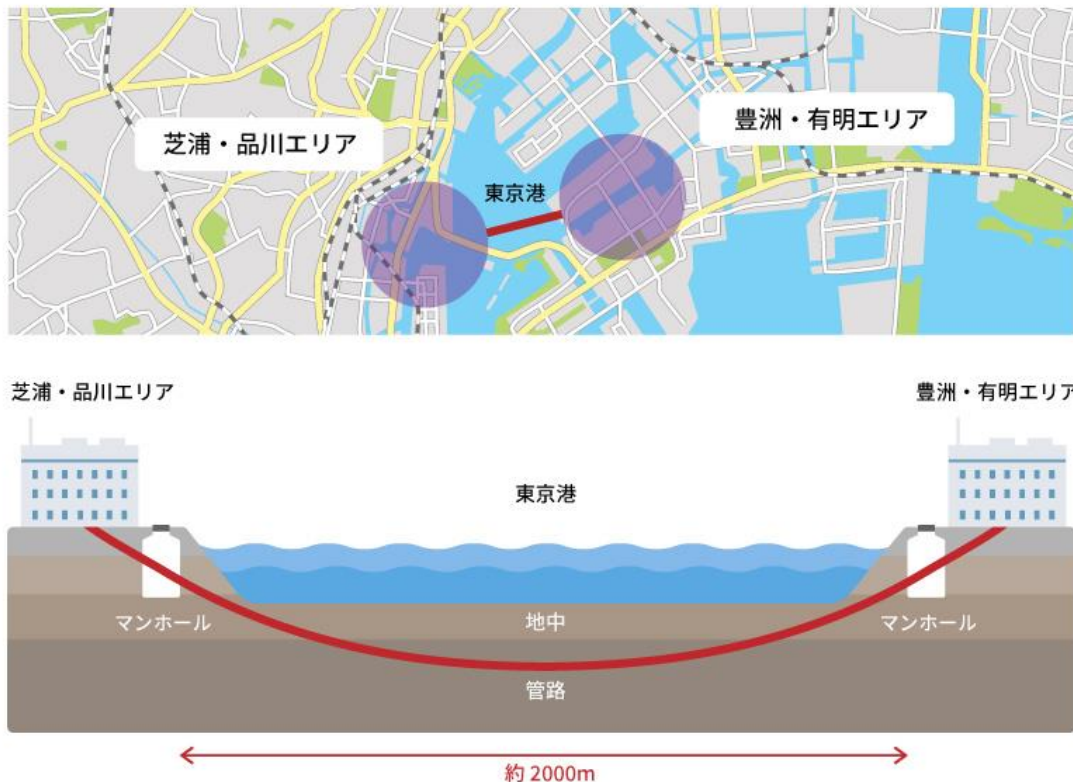 芝浦・品川エリア
豊洲・有明エリア
東京港
芝浦・品川エリア
豊洲・有明エリア
東京港
マンホール
地中
マンホール
管路
約 2000m